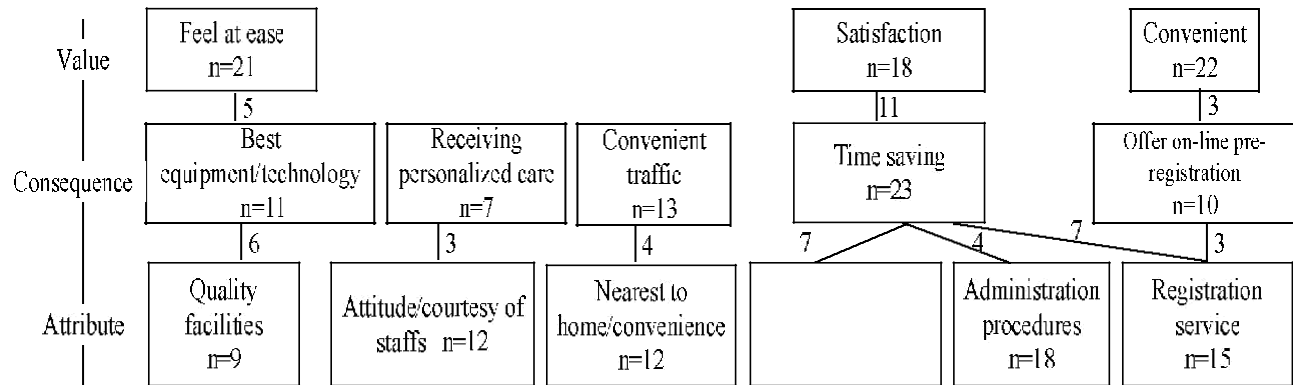 Value
Feel at ease
n=21
Satisfaction
n=18
Convenient
n=22
5
11
3
Consequence
Best
equipment/technology
n=11
Receiving
personalized care
n=7
Convenient
traffic
n=13
Time saving
n=23
Offer on-line pre-
registration
n=10
6
3
4
7
4
7
3
Attribute
Quality
facilities
n=9
Attitude/courtesy of
staffs n=12
Nearest to
home/convenience
n=12
Administration
procedures
n=18
Registration
service
n=15